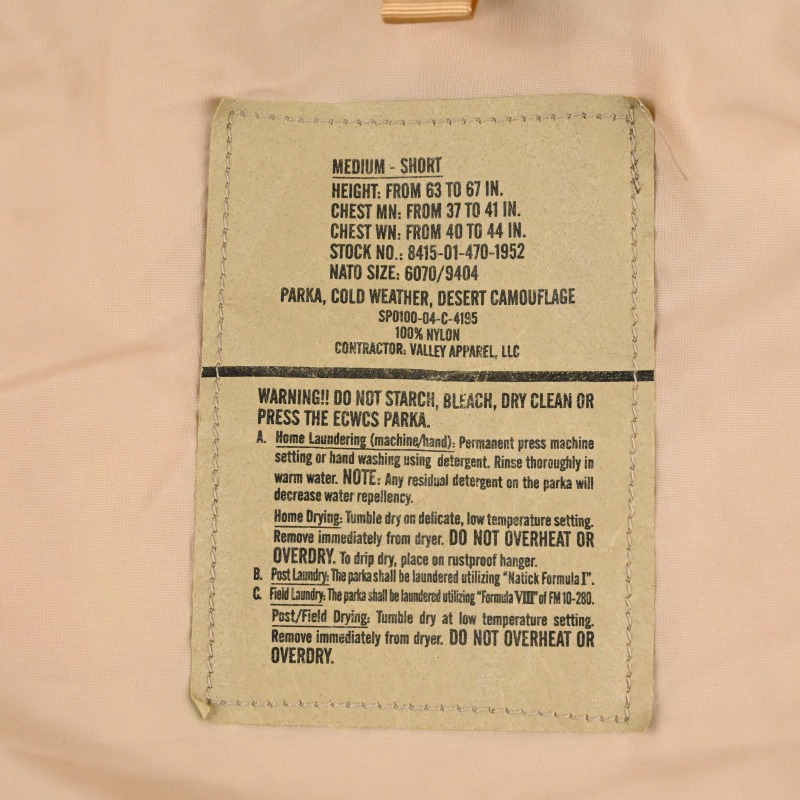 MEDIUM - SHORT
HEIGHT: FROM 63 TO 67 IN.
CHEST MN: FROM 37 TO 41 IN.
CHEST WN: FROM 40 TO 44 IN.
STOCK NO.: 8415-01-470-1952
NATO SIZE: 6070/9404
PARKA, COLD WEATHER, DESERT CAMOUFLAGE
SPO100-04-C-4195
100% NYLON
CONTRACTOR: VALLEY APPAREL, LLC
WARNING!! DO NOT STARCH, BLEACH, DRY CLEAN OR
PRESS THE ECWCS PARKA.
A. Home Laundering (machine/hand): Permanent press machine
setting or hand washing using detergent. Rinse thoroughly in
warm water. NOTE: Any residual detergent on the parka will
decrease water repellency.
Home Drying: Tumble dry on delicate, low temperature setting.
Remove immediately from dryer. DO NOT OVERHEAT OR
OVERDRY. To drip dry, place on rustproof hanger.
B. Post Laundry: The parka shall be laundered utilizing "Natick Formula I".
C. Field Laundry: The parka shall be laundered utilizing "Formula VIII" of FM 10-280.
Post/Field Drying: Tumble dry at low temperature setting.
Remove immediately from dryer. DO NOT OVERHEAT OR
OVERDRY.